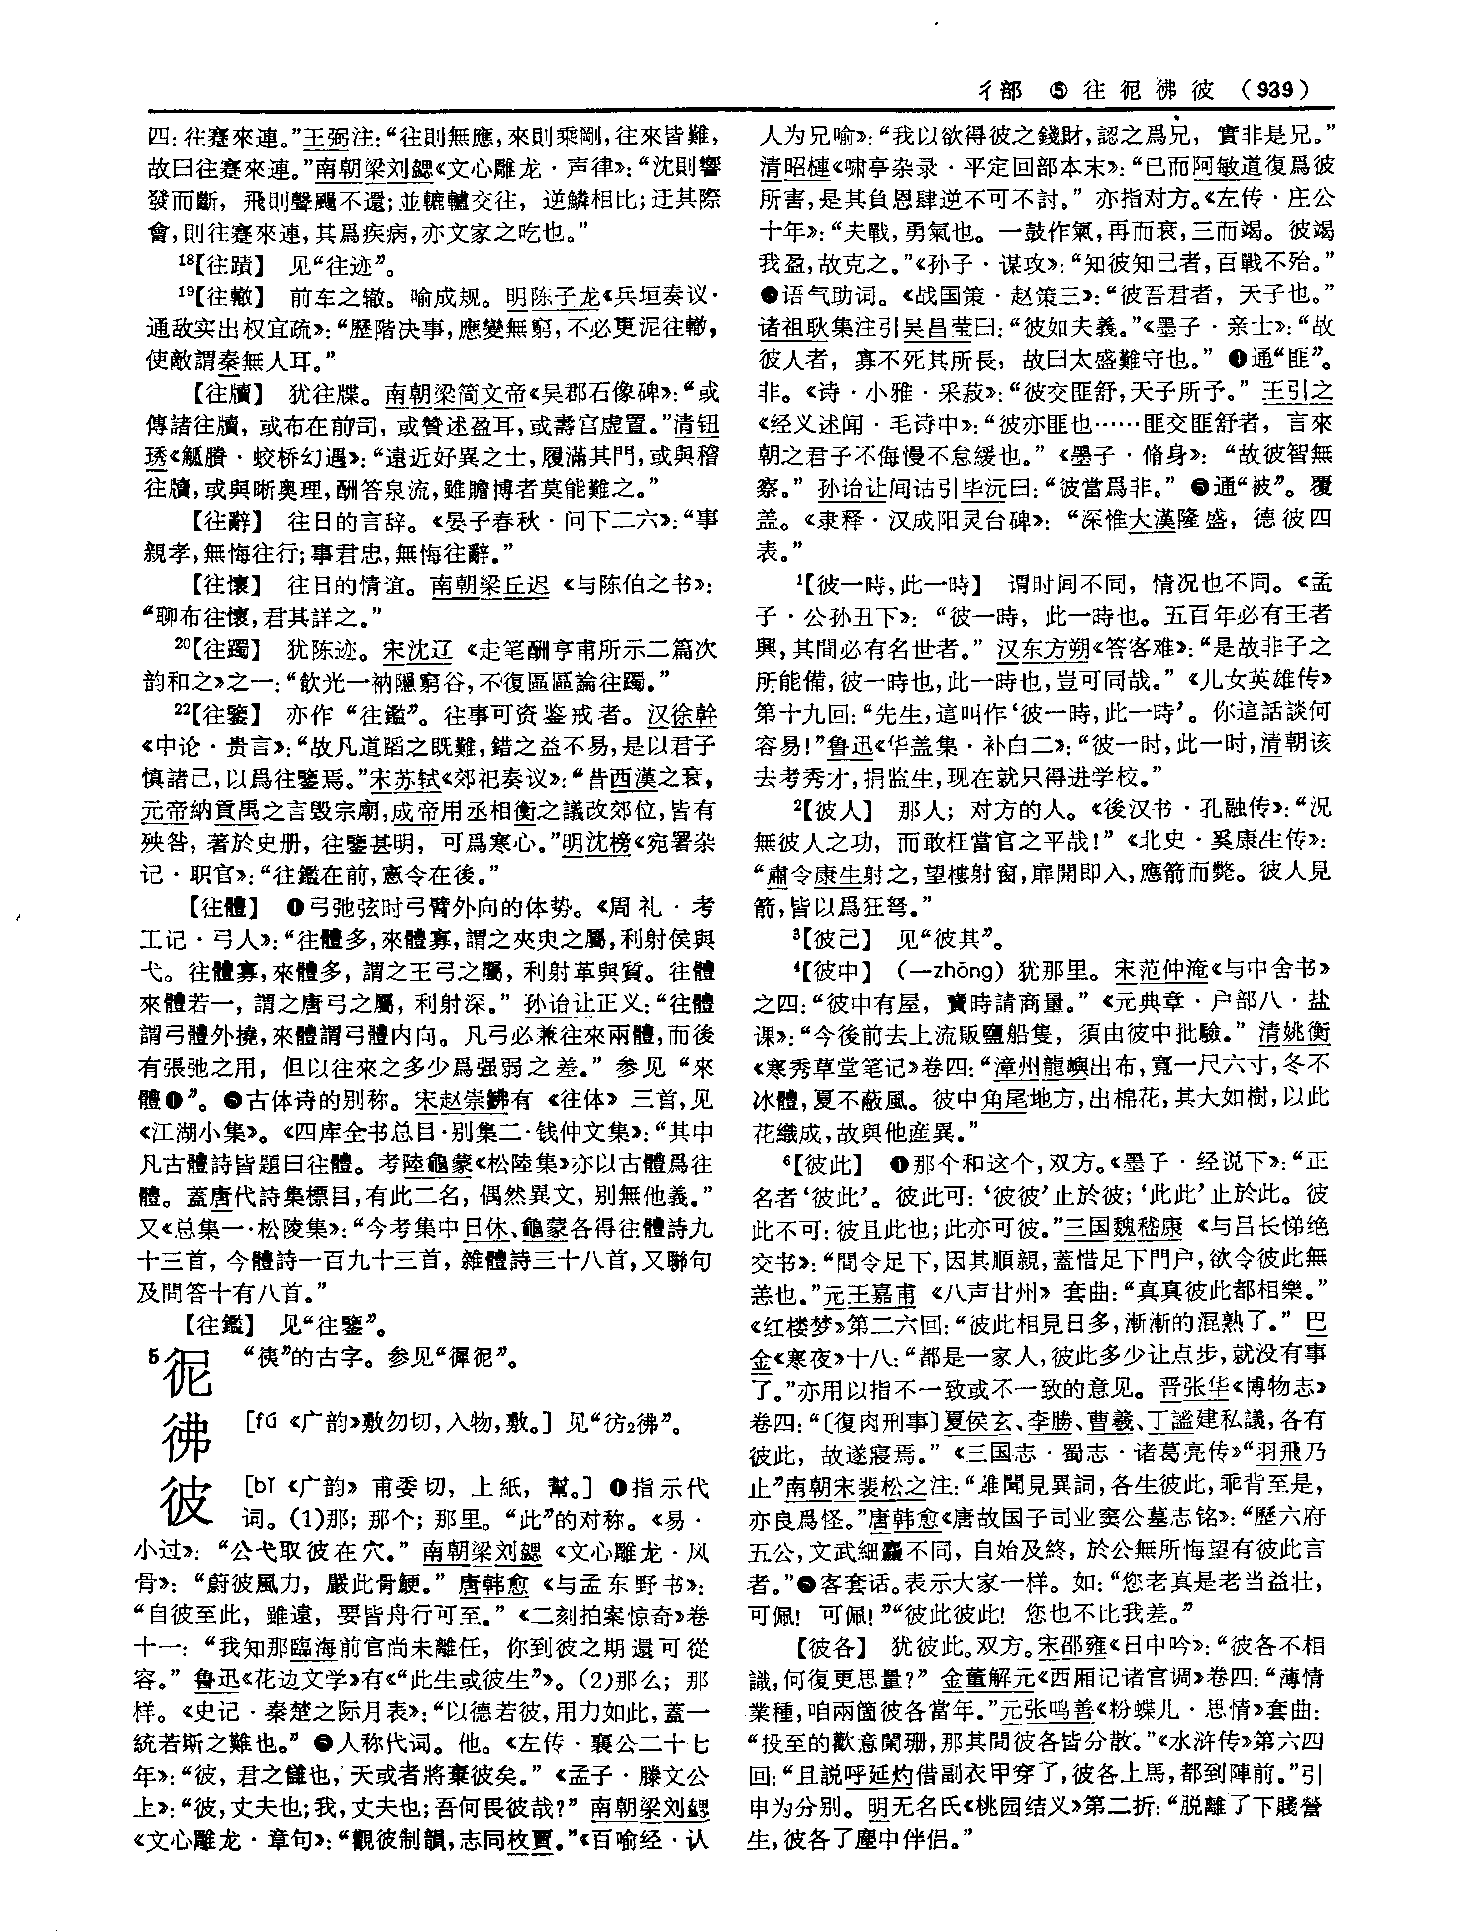 彳部 ⑤ 往 𢓡 彿 彼 （939）
四：往蹇來連。”王弼注：“往則無應，來則乘剛，往來皆難，
故曰往蹇來連。”南朝梁刘勰《文心雕龙·声律》：“沈則響
發而斷，飛則聲颺不還；並轆轤交往，逆鱗相比；迂其際
會，則往蹇來連，其爲疾病，亦文家之吃也。”
18【往蹟】 见“往迹”。
19【往轍】 前车之辙。喻成规。明陈子龙《兵垣奏议·
通敌实出权宜疏》：“歷階決事，應變無窮，不必更泥往轍，
使敵謂秦無人耳。”
【往牘】 犹往牒。南朝梁简文帝《吴郡石像碑》：“或
傳諸往牘，或布在前司，或贊述盈耳，或壽宫虚置。”清钮
琇《觚賸·蛟桥幻遇》：“遠近好異之士，履滿其門，或與稽
往牘，或與晰奥理，酬答泉流，雖贍博者莫能難之。”
【往辭】 往日的言辞。《晏子春秋·问下二六》：“事
親孝，無悔往行；事君忠，無悔往辭。”
【往懷】 往日的情谊。南朝梁丘迟《与陈伯之书》：
“聊布往懷，君其詳之。”
20【往躅】 犹陈迹。宋沈辽《走笔酬亨甫所示二篇次
韵和之》之一：“飲光一衲隱窮谷，不復區區論往躅。”
22【往鑒】 亦作“往鑑”。往事可资鉴戒者。汉徐幹
《中论·贵言》：“故凡道蹈之既難，錯之益不易，是以君子
慎諸己，以爲往鑒焉。”宋苏轼《郊祀奏议》：“昔西漢之衰，
元帝納貢禹之言毁宗廟，成帝用丞相衡之議改郊位，皆有
殃咎，著於史册，往鑒甚明，可爲寒心。”明沈榜《宛署杂
记·职官》：“往鑑在前，憲令在後。”
【往體】 ❶弓弛弦时弓臂外向的体势。《周礼·考
工记·弓人》：“往體多，來體寡，謂之夾臾之屬，利射侯與
弋。往體寡，來體多，謂之王弓之屬，利射革與質。往體
來體若一，謂之唐弓之屬，利射深。”孙诒让正义：“往體
謂弓體外撓，來體謂弓體内向。凡弓必兼往來兩體，而後
有張弛之用，但以往來之多少爲强弱之差。”参见“來
體❶”。❷古体诗的别称。宋赵崇鉘有《往体》三首，见
《江湖小集》。《四库全书总目·别集二·钱仲文集》：“其中
凡古體詩皆題曰往體。考陸龜蒙《松陸集》亦以古體爲往
體。蓋唐代詩集標目，有此二名，偶然異文，别無他義。”
又《总集一·松陵集》：“今考集中日休、龜蒙各得往體詩九
十三首，今體詩一百九十三首，雜體詩三十八首，又聯句
及問答十有八首。”
【往鑑】 见“往鑒”。
5𢓡 “徚”的古字。参见“徲𢓡”。
彿 [fú 《广韵》敷勿切，入物，敷。] 见“彷2彿”。
彼 [bǐ 《广韵》甫委切，上紙，幫。] ❶指示代
词。(1)那；那个；那里。“此”的对称。《易·
小过》：“公弋取彼在穴。”南朝梁刘勰《文心雕龙·风
骨》：“蔚彼風力，嚴此骨鯁。”唐韩愈《与孟东野书》：
“自彼至此，雖遠，要皆舟行可至。”《二刻拍案惊奇》卷
十一：“我知那臨海前官尚未離任，你到彼之期還可從
容。”鲁迅《花边文学》有《“此生或彼生”》。(2)那么；那
样。《史记·秦楚之际月表》：“以德若彼，用力如此，蓋一
統若斯之難也。”❷人称代词。他。《左传·襄公二十七
年》：“彼，君之讎也，天或者將棄彼矣。”《孟子·滕文公
上》：“彼，丈夫也；我，丈夫也；吾何畏彼哉？”南朝梁刘勰
《文心雕龙·章句》：“觀彼制韻，志同枚賈。”《百喻经·认
人为兄喻》：“我以欲得彼之錢財，認之爲兄，實非是兄。”
清昭槤《啸亭杂录·平定回部本末》：“已而阿敏道復爲彼
所害，是其負恩肆逆不可不討。”亦指对方。《左传·庄公
十年》：“夫戰，勇氣也。一鼓作氣，再而衰，三而竭。彼竭
我盈，故克之。”《孙子·谋攻》：“知彼知己者，百戰不殆。”
❸语气助词。《战国策·赵策三》：“彼吾君者，天子也。”
诸祖耿集注引吴昌莹曰：“彼如夫義。”《墨子·亲士》：“故
彼人者，寡不死其所長，故曰太盛難守也。”❹通“匪”。
非。《诗·小雅·采菽》：“彼交匪舒，天子所予。”王引之
《经义述闻·毛诗中》：“彼亦匪也……匪交匪舒者，言來
朝之君子不侮慢不怠緩也。”《墨子·脩身》：“故彼智無
察。”孙诒让间诂引毕沅曰：“彼當爲非。”❺通“被”。覆
盖。《隶释·汉成阳灵台碑》：“深惟大漢隆盛，德彼四
表。”
1【彼一時，此一時】 谓时间不同，情况也不同。《孟
子·公孙丑下》：“彼一時，此一時也。五百年必有王者
興，其間必有名世者。”汉东方朔《答客难》：“是故非子之
所能備，彼一時也，此一時也，豈可同哉。”《儿女英雄传》
第十九回：“先生，這叫作‘彼一時，此一時’。你這話談何
容易！”鲁迅《华盖集·补白二》：“彼一时，此一时，清朝该
去考秀才，捐监生，现在就只得进学校。”
2【彼人】 那人；对方的人。《後汉书·孔融传》：“況
無彼人之功，而敢枉當官之平哉！”《北史·奚康生传》：
“肅令康生射之，望樓射窗，扉開即入，應箭而斃。彼人見
箭，皆以爲狂弩。”
3【彼己】 见“彼其”。
4【彼中】 （—zhōng）犹那里。宋范仲淹《与中舍书》
之四：“彼中有屋，賣時請商量。”《元典章·户部八·盐
课》：“今後前去上流販鹽船隻，須由彼中批驗。”清姚衡
《寒秀草堂笔记》卷四：“漳州龍嶼出布，寬一尺六寸，冬不
冰體，夏不蔽風。彼中角尾地方，出棉花，其大如樹，以此
花織成，故與他産異。”
6【彼此】 ❶那个和这个，双方。《墨子·经说下》：“正
名者‘彼此’。彼此可：‘彼彼’止於彼；‘此此’止於此。彼
此不可：彼且此也；此亦可彼。”三国魏嵇康《与吕长悌绝
交书》：“間令足下，因其順親，蓋惜足下門户，欲令彼此無
恙也。”元王嘉甫《八声甘州》套曲：“真真彼此都相樂。”
《红楼梦》第二六回：“彼此相見日多，漸漸的混熟了。”巴
金《寒夜》十八：“都是一家人，彼此多少让点步，就没有事
了。”亦用以指不一致或不一致的意见。晋张华《博物志》
卷四：“〔復肉刑事〕夏侯玄、李勝、曹羲、丁謐建私議，各有
彼此，故遂寢焉。”《三国志·蜀志·诸葛亮传》“羽飛乃
止”南朝宋裴松之注：“雖聞見異詞，各生彼此，乖背至是，
亦良爲怪。”唐韩愈《唐故国子司业窦公墓志铭》：“歷六府
五公，文武細麤不同，自始及終，於公無所悔望有彼此言
者。”❷客套话。表示大家一样。如：“您老真是老当益壮，
可佩！可佩！”“彼此彼此！您也不比我差。”
【彼各】 犹彼此。双方。宋邵雍《日中吟》：“彼各不相
識，何復更思量？”金董解元《西厢记诸宫调》卷四：“薄情
業種，咱兩箇彼各當年。”元张鸣善《粉蝶儿·思情》套曲：
“投至的歡意闌珊，那其間彼各皆分散。”《水浒传》第六四
回：“且説呼延灼借副衣甲穿了，彼各上馬，都到陣前。”引
申为分别。明无名氏《桃园结义》第二折：“脱離了下賤營
生，彼各了塵中伴侣。”